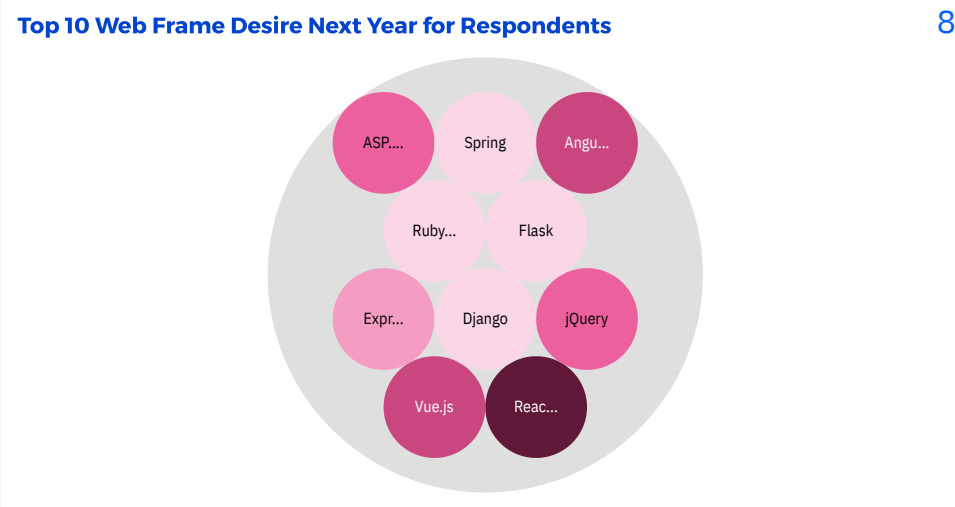 Top 10 Web Frame Desire Next Year for Respondents
8
ASP.... Spring Angu...
Ruby... Flask
Expr... Django jQuery
Vue.js Reac...